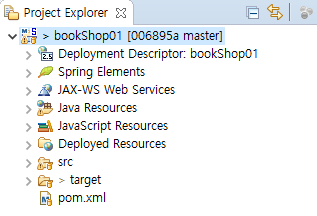 Project Explorer
> bookShop01 [006895a master]
Deployment Descriptor: bookShop01
Spring Elements
JAX-WS Web Services
Java Resources
JavaScript Resources
Deployed Resources
src
> target
pom.xml